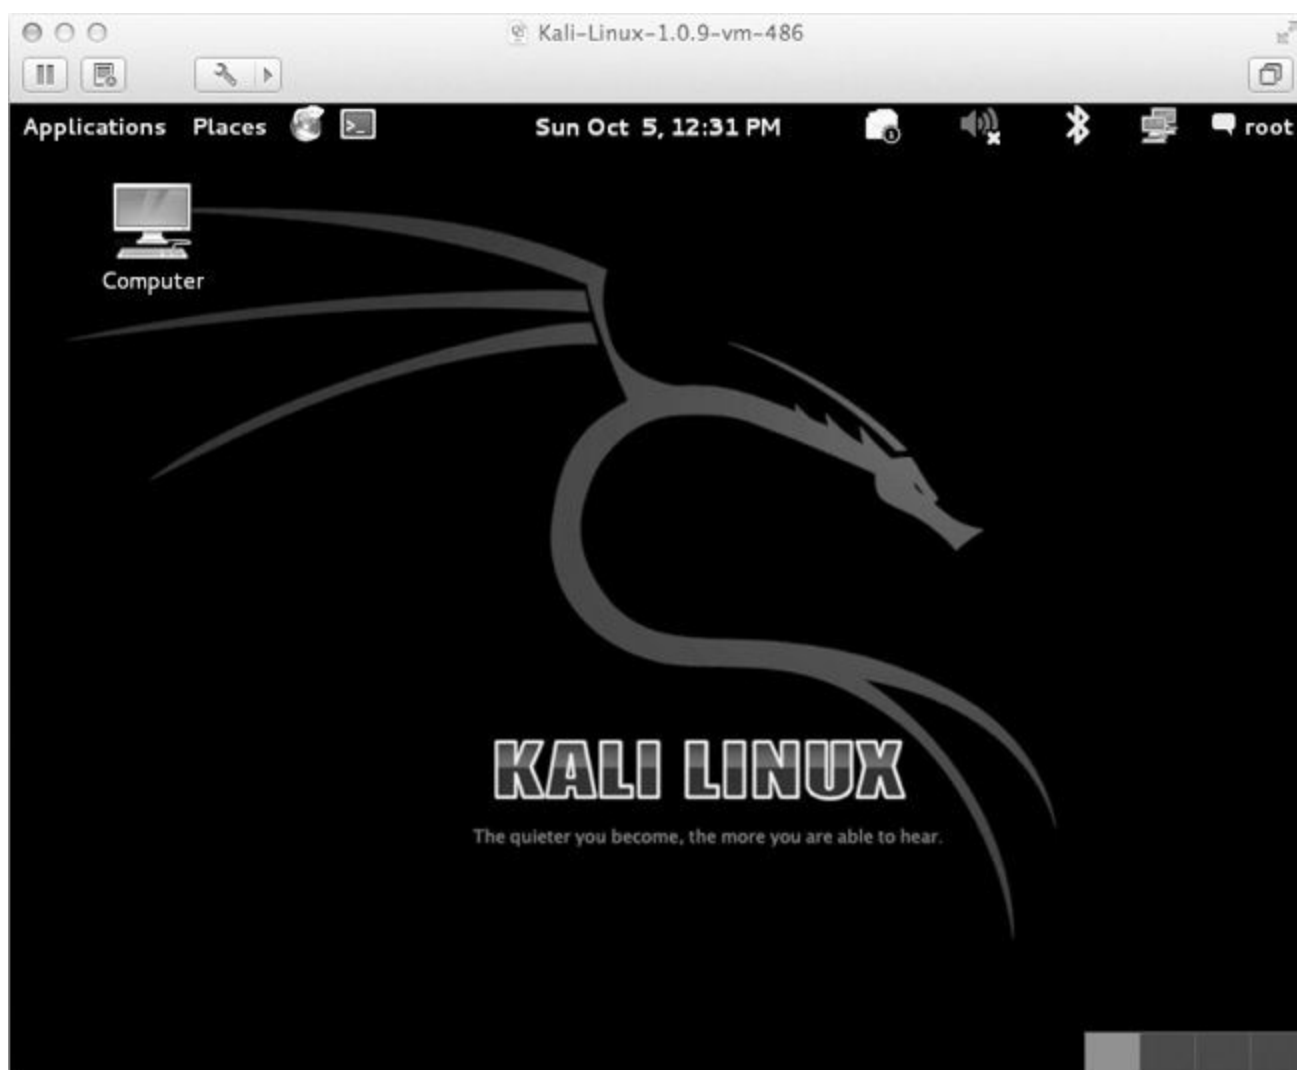 Kali-Linux-1.0.9-vm-486
Applications Places Sun Oct 5, 12:31 PM root
Computer
KALI LINUX
The quieter you become, the more you are able to hear.